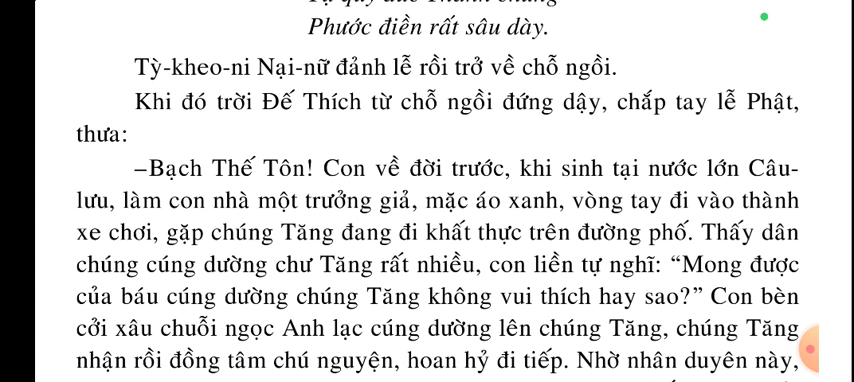 Phước điền rất sâu dày.
Tỳ-kheo-ni Nại-nữ đảnh lễ rồi trở về chỗ ngồi.
Khi đó trời Đế Thích từ chỗ ngồi đứng dậy, chắp tay lễ Phật,
thưa:
–Bạch Thế Tôn! Con về đời trước, khi sinh tại nước lớn Câu-
lưu, làm con nhà một trưởng giả, mặc áo xanh, vòng tay đi vào thành
xe chơi, gặp chúng Tăng đang đi khất thực trên đường phố. Thấy dân
chúng cúng dường chư Tăng rất nhiều, con liền tự nghĩ: “Mong được
của báu cúng dường chúng Tăng không vui thích hay sao?” Con bèn
cởi xâu chuỗi ngọc Anh lạc cúng dường lên chúng Tăng, chúng Tăng
nhận rồi đồng tâm chú nguyện, hoan hỷ đi tiếp. Nhờ nhân duyên này,